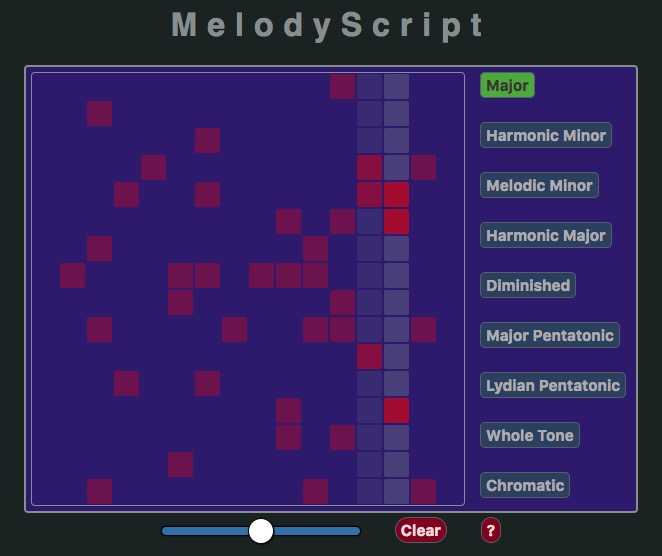 MelodyScript
Major
Harmonic Minor
Melodic Minor
Harmonic Major
Diminished
Major Pentatonic
Lydian Pentatonic
Whole Tone
Chromatic
Clear
?